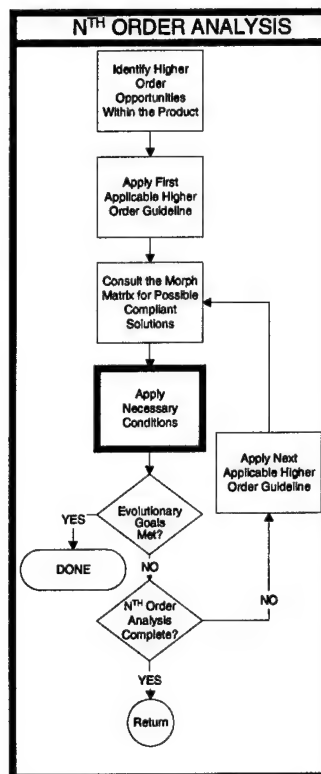 NTH ORDER ANALYSIS
Identify Higher
Order
Opportunities
Within the Product
Apply First
Applicable Higher
Order Guideline
Consult the Morph
Matrix for Possible
Compliant
Solutions
Apply
Necessary
Conditions
Apply Next
Applicable Higher
Order Guideline
Evolutionary
Goals
Met?
YES
DONE
NO
NTH Order
Analysis
Complete?
NO
YES
Return